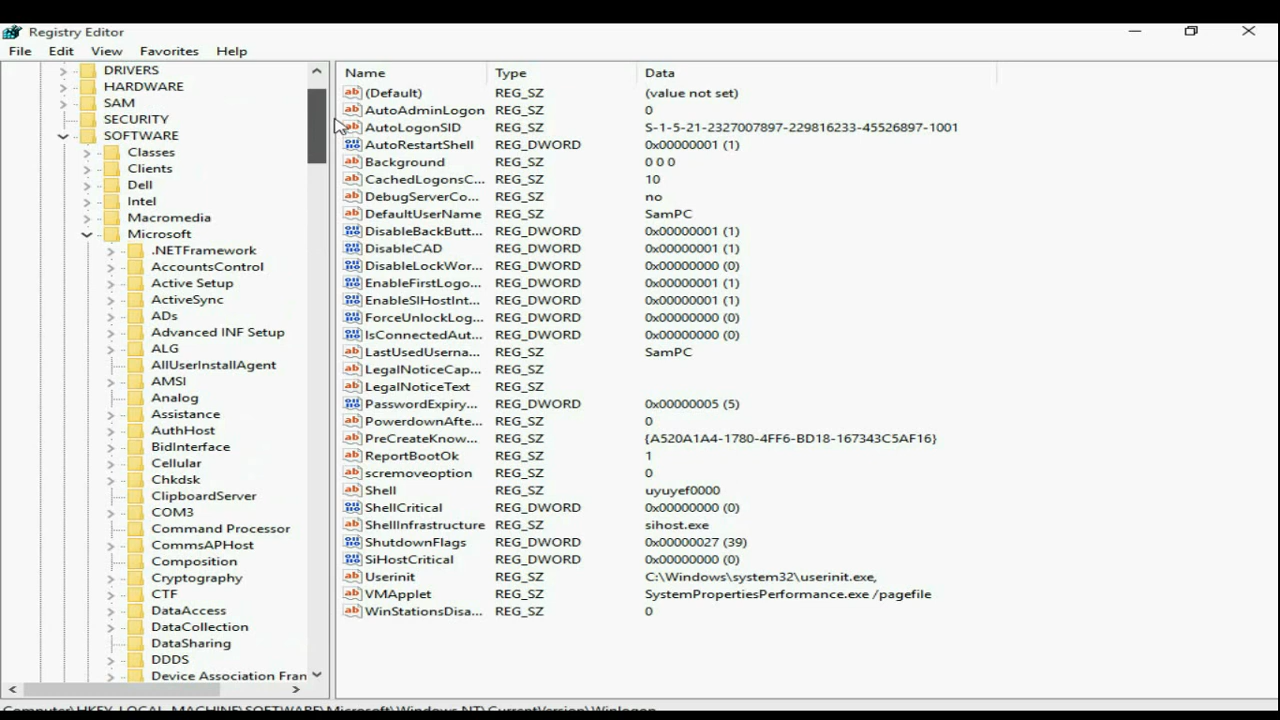 Registry Editor
File Edit View Favorites Help
DRIVERS
HARDWARE
SAM
SECURITY
SOFTWARE
Classes
Clients
Dell
Intel
Macromedia
Microsoft
.NETFramework
AccountsControl
Active Setup
ActiveSync
ADs
Advanced INF Setup
ALG
AllUserInstallAgent
AMSI
Analog
Assistance
AuthHost
BidInterface
Cellular
Chkdsk
ClipboardServer
COM3
Command Processor
CommsAPHost
Composition
Cryptography
CTF
DataAccess
DataCollection
DataSharing
DDDS
Device Association Fran
Name Type Data
(Default) REG_SZ (value not set)
AutoAdminLogon REG_SZ 0
AutoLogonSID REG_SZ S-1-5-21-2327007897-229816233-45526897-1001
AutoRestartShell REG_DWORD 0x00000001 (1)
Background REG_SZ 0 0 0
CachedLogonsC... REG_SZ 10
DebugServerCo... REG_SZ no
DefaultUserName REG_SZ SamPC
DisableBackButt... REG_DWORD 0x00000001 (1)
DisableCAD REG_DWORD 0x00000001 (1)
DisableLockWor... REG_DWORD 0x00000000 (0)
EnableFirstLogo... REG_DWORD 0x00000001 (1)
EnableSIHostInt... REG_DWORD 0x00000001 (1)
ForceUnlockLog... REG_DWORD 0x00000000 (0)
IsConnectedAut... REG_DWORD 0x00000000 (0)
LastUsedUserna... REG_SZ SamPC
LegalNoticeCap... REG_SZ
LegalNoticeText REG_SZ
PasswordExpiry... REG_DWORD 0x00000005 (5)
PowerdownAfte... REG_SZ 0
PreCreateKnow... REG_SZ {A520A1A4-1780-4FF6-BD18-167343C5AF16}
ReportBootOk REG_SZ 1
scremoveoption REG_SZ 0
Shell REG_SZ uyuyef0000
ShellCritical REG_DWORD 0x00000000 (0)
ShellInfrastructure REG_SZ sihost.exe
ShutdownFlags REG_DWORD 0x00000027 (39)
SiHostCritical REG_DWORD 0x00000000 (0)
Userinit REG_SZ C:\Windows\system32\userinit.exe,
VMApplet REG_SZ SystemPropertiesPerformance.exe /pagefile
WinStationsDisa... REG_SZ 0
Computer\HKEY_LOCAL_MACHINE\SOFTWARE\Microsoft\Windows NT\CurrentVersion\Winlogon